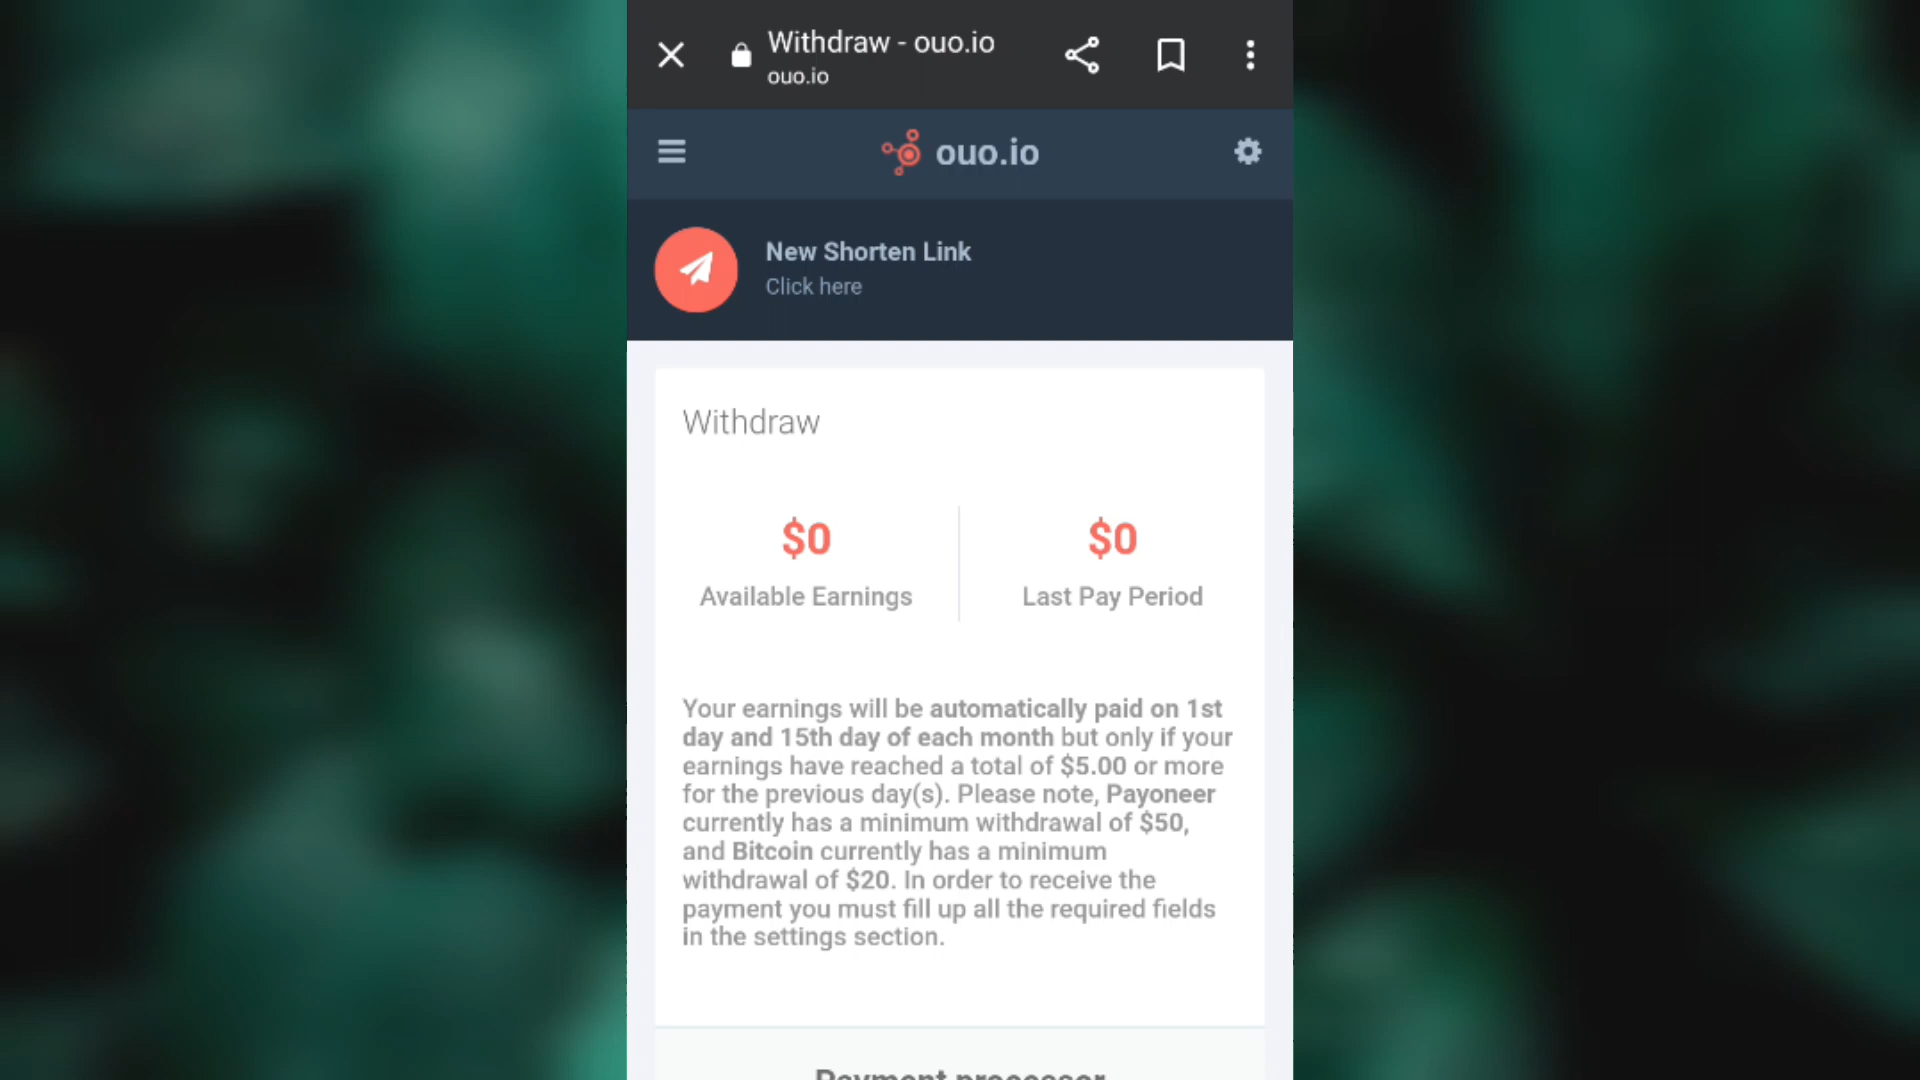 Withdraw - ouo.io
ouo.io
ouo.io
New Shorten Link
Click here
Withdraw
$0
Available Earnings
$0
Last Pay Period
Your earnings will be automatically paid on 1st
day and 15th day of each month but only if your
earnings have reached a total of $5.00 or more
for the previous day(s). Please note, Payoneer
currently has a minimum withdrawal of $50,
and Bitcoin currently has a minimum
withdrawal of $20. In order to receive the
payment you must fill up all the required fields
in the settings section.
Payment processor